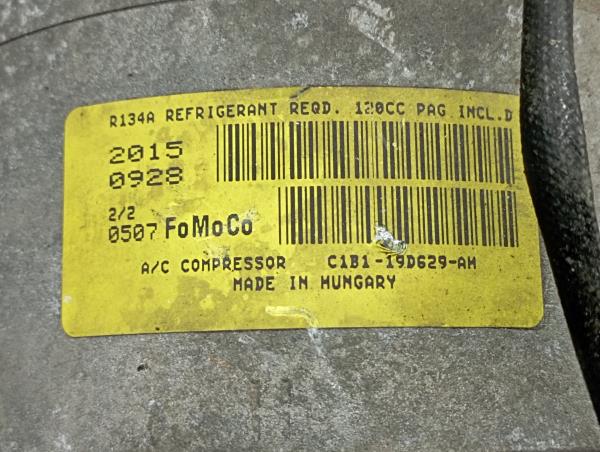 R134A REFRIGERANT REQD. 120CC PAG INCL.D
2015
0928
2/2
0507 FoMoCo
A/C COMPRESSOR C1B1-19D629-AM
MADE IN HUNGARY